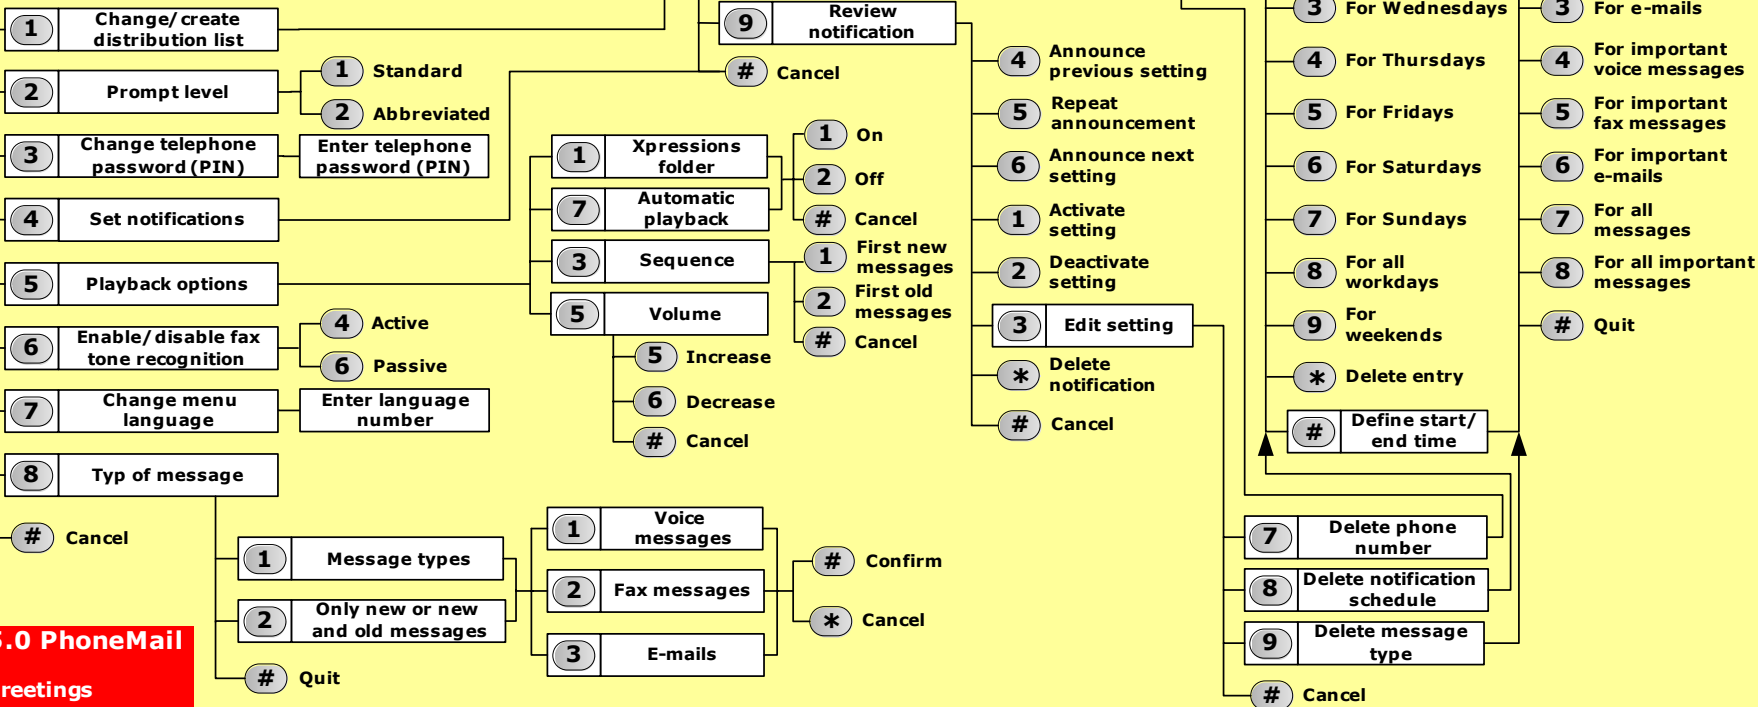 1 Change/create
distribution list
2 Prompt level
1 Standard
2 Abbreviated
3 Change telephone
password (PIN)
Enter telephone
password (PIN)
4 Set notifications
5 Playback options
6 Enable/disable fax
tone recognition
4 Active
6 Passive
7 Change menu
language
Enter language
number
8 Typ of message
# Cancel
5.0 PhoneMail
reetings
1 Message types
2 Only new or new
and old messages
# Quit
1 Voice
messages
2 Fax messages
3 E-mails
# Confirm
* Cancel
9 Review
notification
# Cancel
1 Xpressions
folder
7 Automatic
playback
3 Sequence
5 Volume
1 On
2 Off
# Cancel
1 First new
messages
2 First old
messages
# Cancel
5 Increase
6 Decrease
# Cancel
4 Announce
previous setting
5 Repeat
announcement
6 Announce next
setting
1 Activate
setting
2 Deactivate
setting
3 Edit setting
* Delete
notification
# Cancel
3 For Wednesdays
4 For Thursdays
5 For Fridays
6 For Saturdays
7 For Sundays
8 For all
workdays
9 For
weekends
* Delete entry
# Define start/
end time
7 Delete phone
number
8 Delete notification
schedule
9 Delete message
type
# Cancel
3 For e-mails
4 For important
voice messages
5 For important
fax messages
6 For important
e-mails
7 For all
messages
8 For all important
messages
# Quit